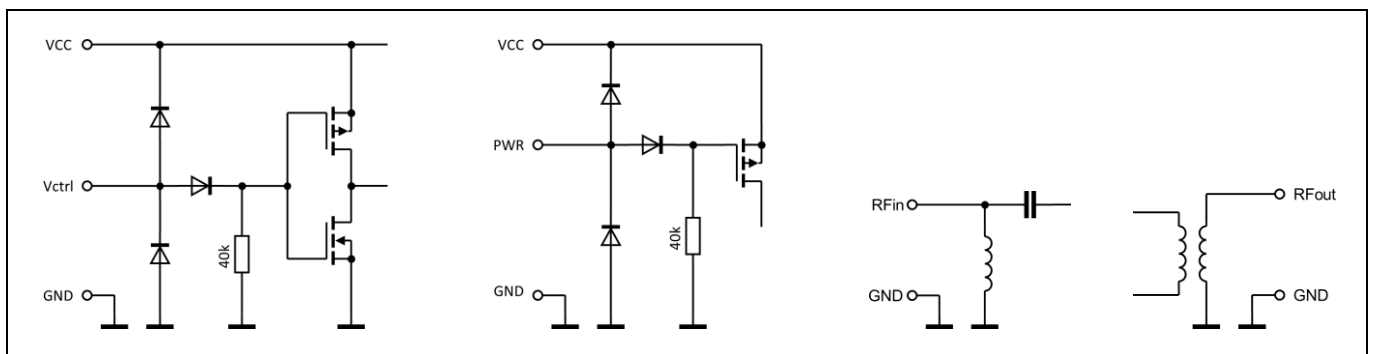 VCC
Vctrl
40k
GND
VCC
PWR
40k
GND
RFin
GND
RFout
GND